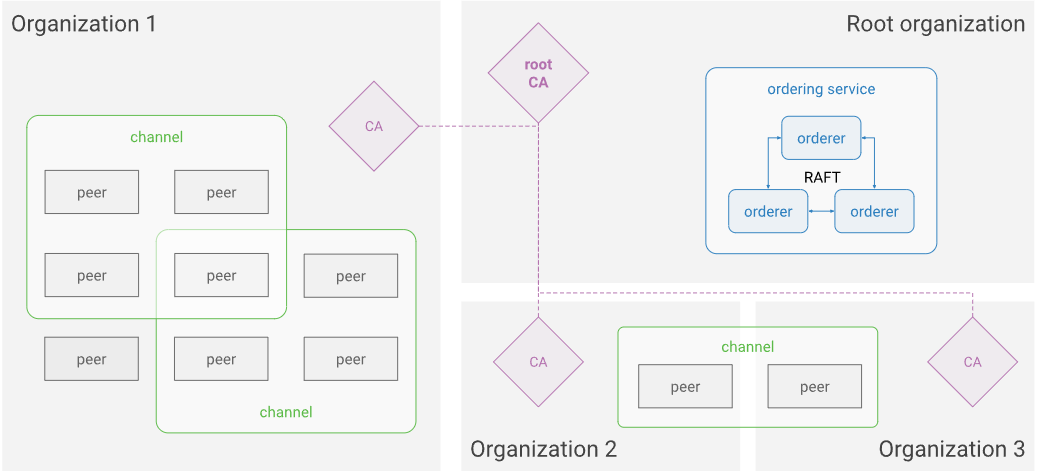 Organization 1
Root organization
root
CA
ordering service
CA
channel
orderer
RAFT
peer
peer
orderer
orderer
peer
peer
peer
peer
peer
peer
channel
CA
channel
peer
peer
CA
Organization 2
Organization 3